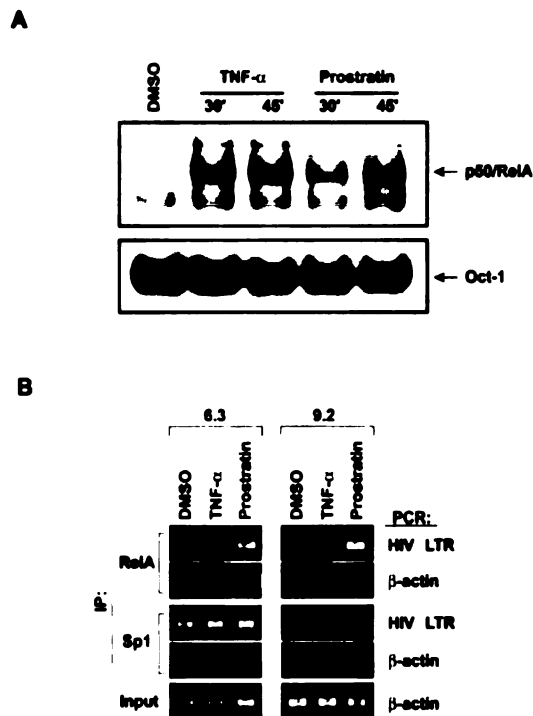 A
DMSO
TNF-α Prostratin
30' 45' 30' 45'
p50/RelA
Oct-1
B
6.3 9.2
DMSO TNF-α Prostratin DMSO TNF-α Prostratin
PCR:
IP:
RelA
HIV LTR
β-actin
Sp1
HIV LTR
β-actin
Input
β-actin